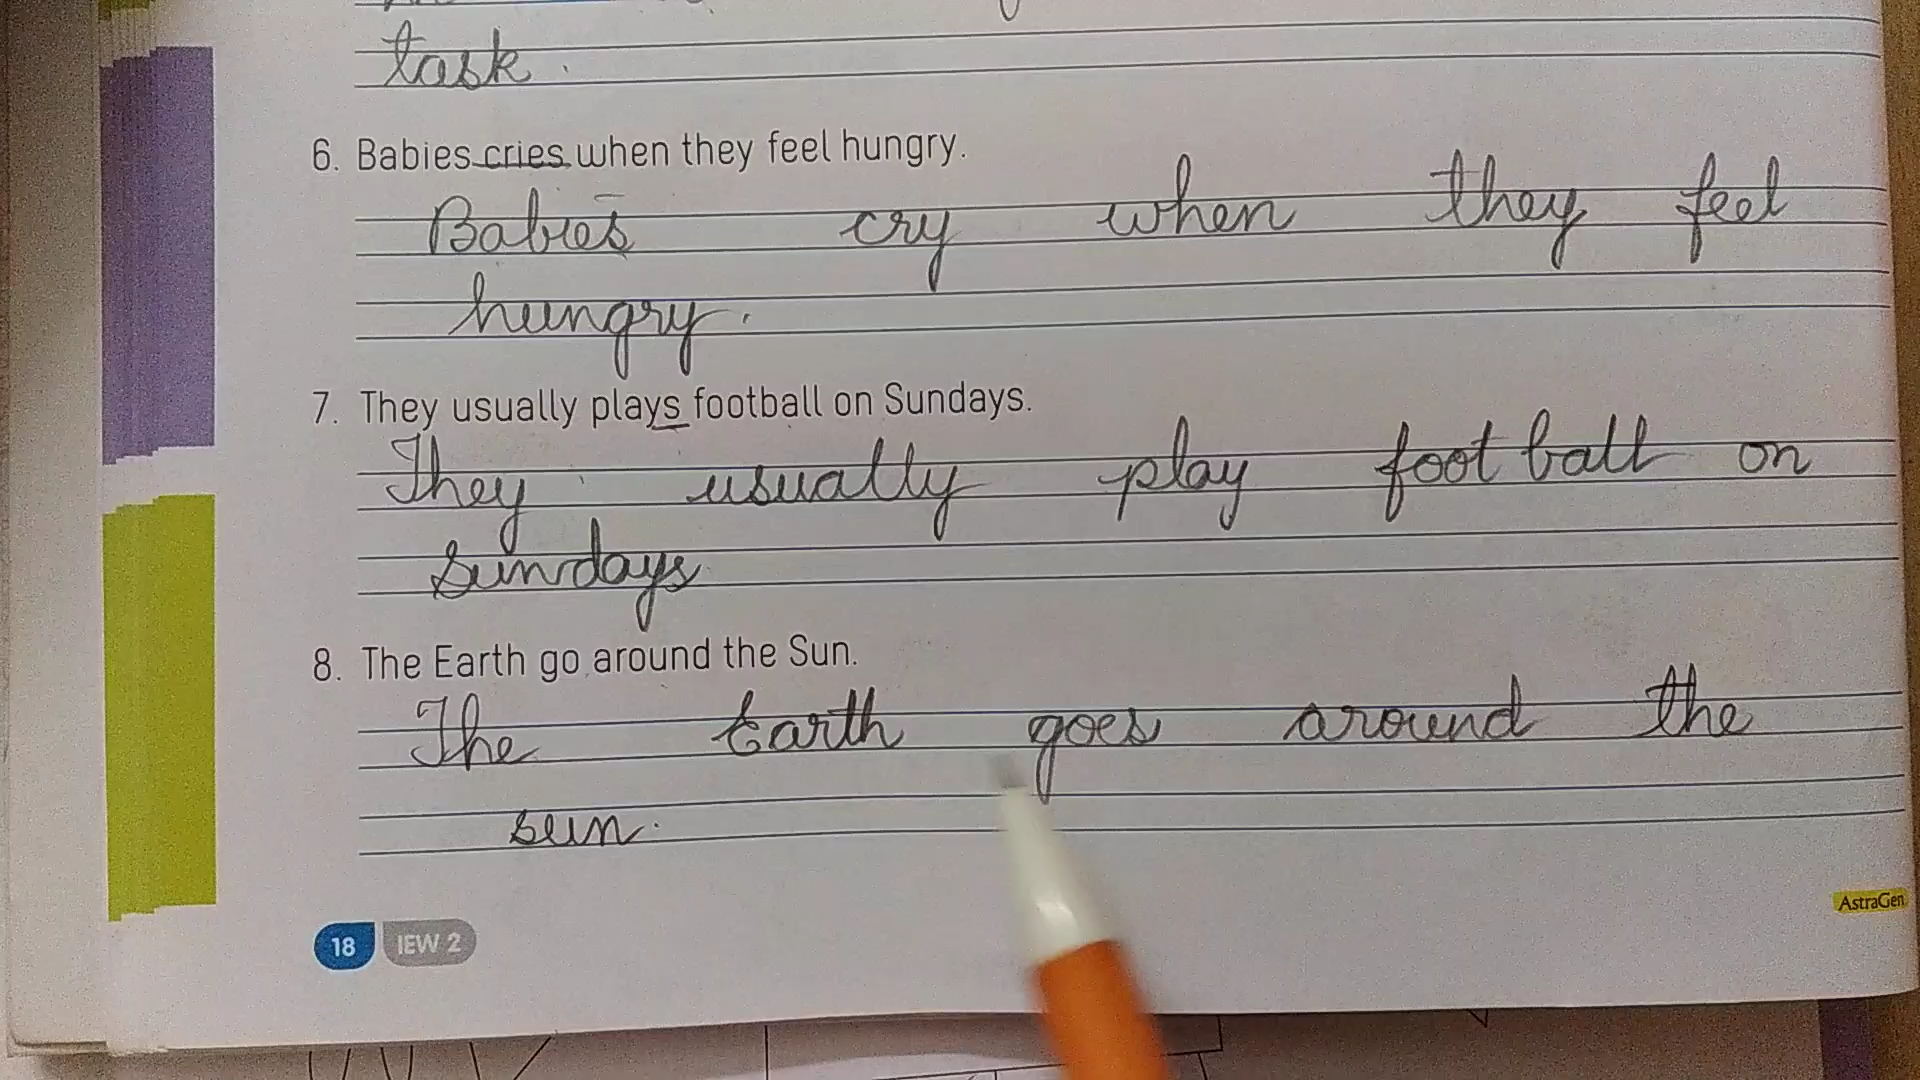 task.
6. Babies cries when they feel hungry.
Babies cry when they feel
hungry.
7. They usually plays football on Sundays.
They usually play foot ball on
Sundays
8. The Earth go around the Sun.
The Earth goes around the
sun.
AstraGen
18 IEW 2